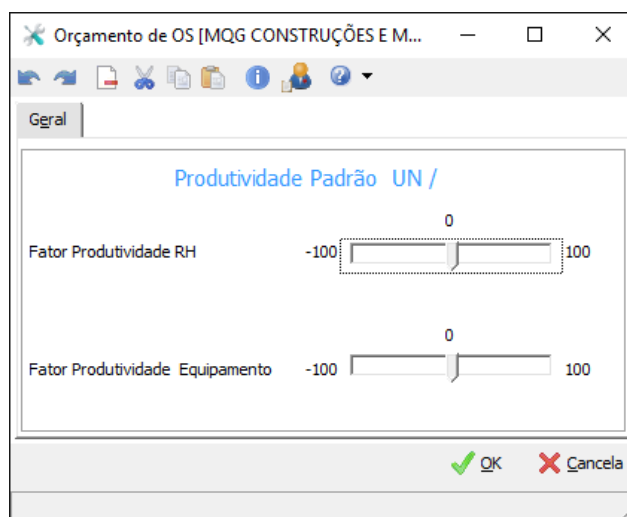 Orçamento de OS [MQG CONSTRUÇÕES E M...
Geral
Produtividade Padrão UN /
0
Fator Produtividade RH -100 100
0
Fator Produtividade Equipamento -100 100
OK Cancela